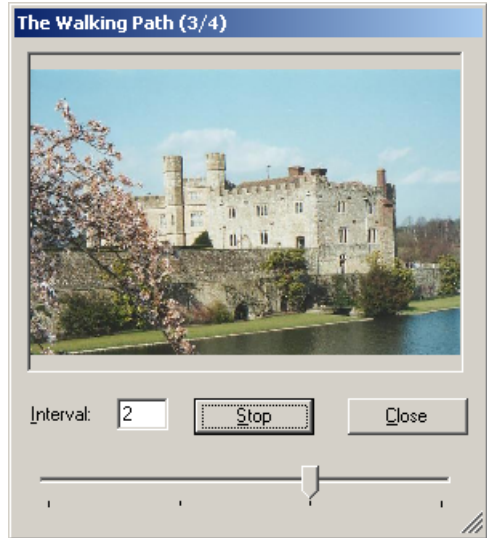 The Walking Path (3/4)
Interval: 2 Stop Close